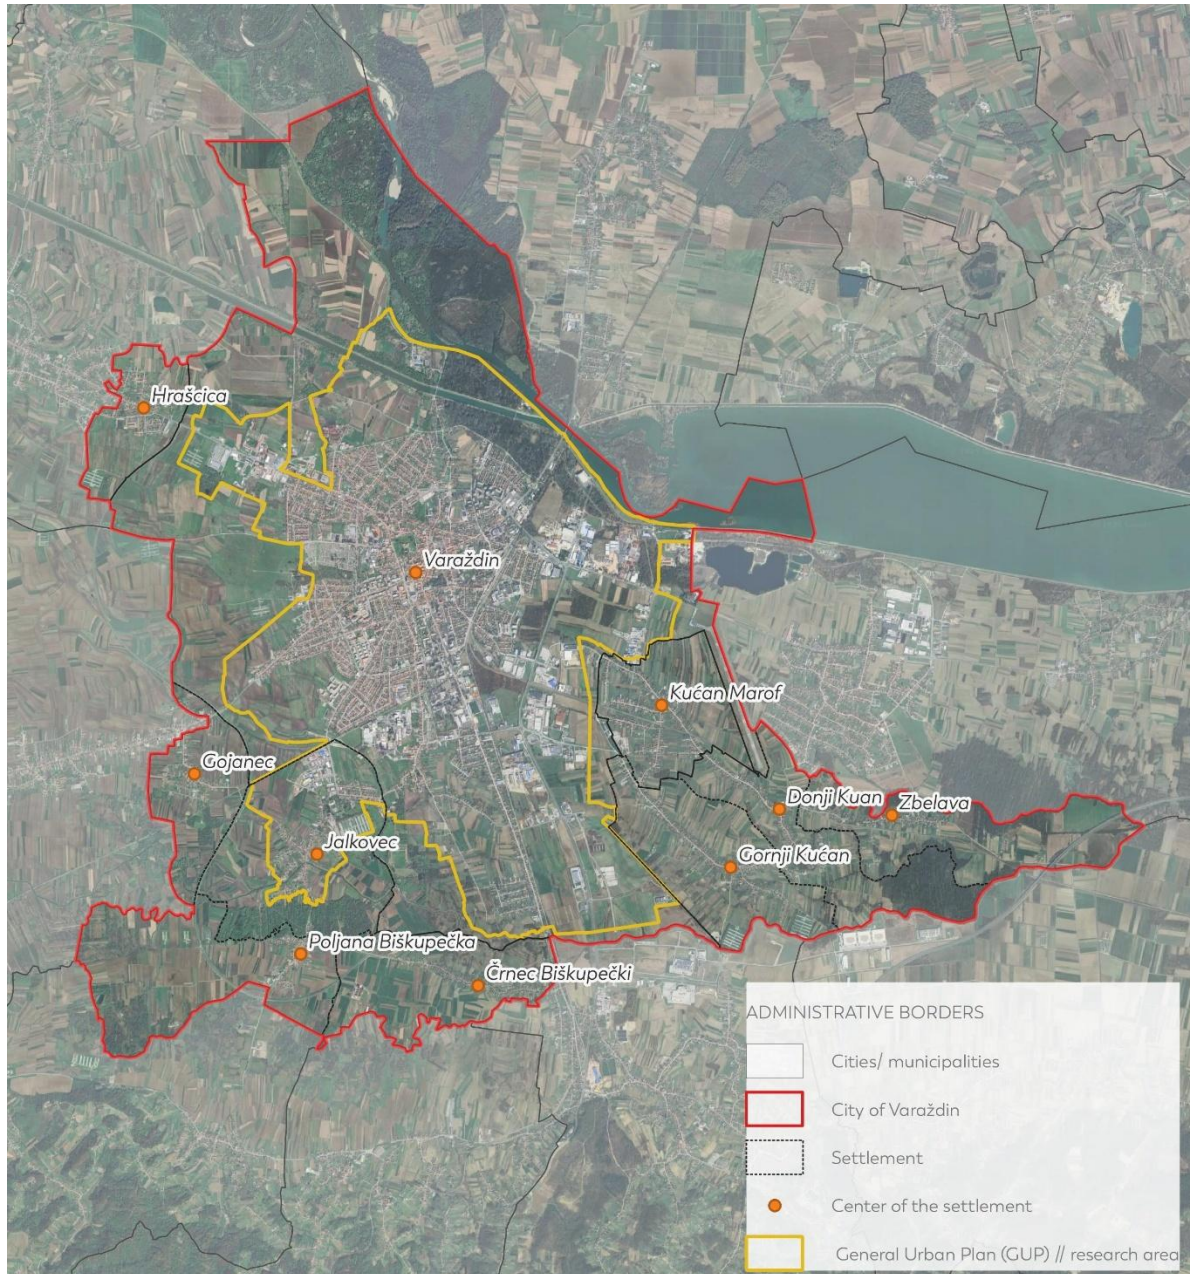 Hrašcica
Varaždin
Kućan Marof
Gojanec
Donji Kuan
Zbelava
Jalkovec
Gornji Kućan
Poljana Biškupečka
Črnec Biškupečki
ADMINISTRATIVE BORDERS
Cities/ municipalities
City of Varaždin
Settlement
Center of the settlement
General Urban Plan (GUP) // research area